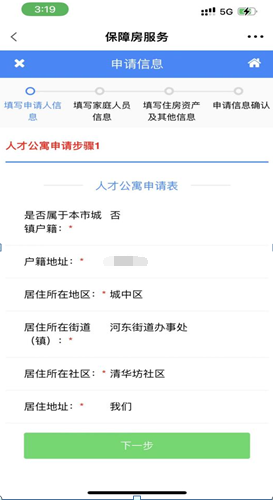 3:19
5G
保障房服务
申请信息
填写申请人信
息
填写家庭人员
信息
填写住房资产
及其他信息
申请信息确认
人才公寓申请步骤1
人才公寓申请表
是否属于本市城
镇户籍：*
否
户籍地址：*
居住所在地区：* 城中区
居住所在街道
（镇）：*
河东街道办事处
居住所在社区：* 清华坊社区
居住地址：* 我们
下一步